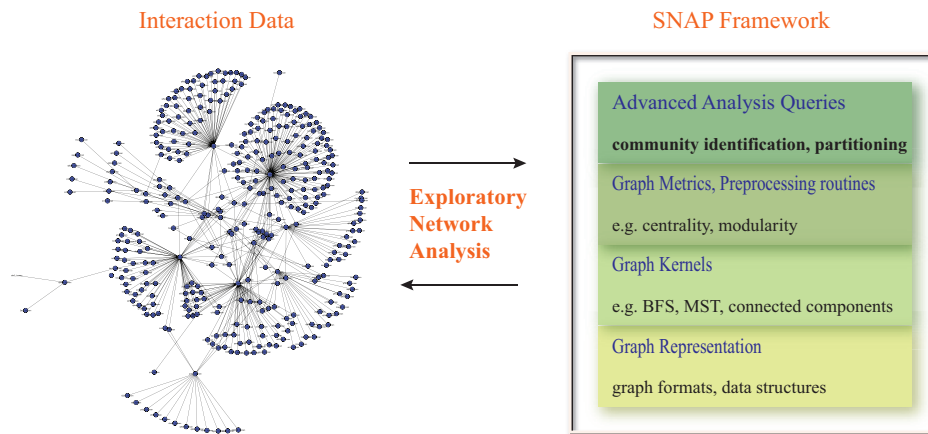 Interaction Data
SNAP Framework
Exploratory
Network
Analysis
Advanced Analysis Queries
community identification, partitioning
Graph Metrics, Preprocessing routines
e.g. centrality, modularity
Graph Kernels
e.g. BFS, MST, connected components
Graph Representation
graph formats, data structures